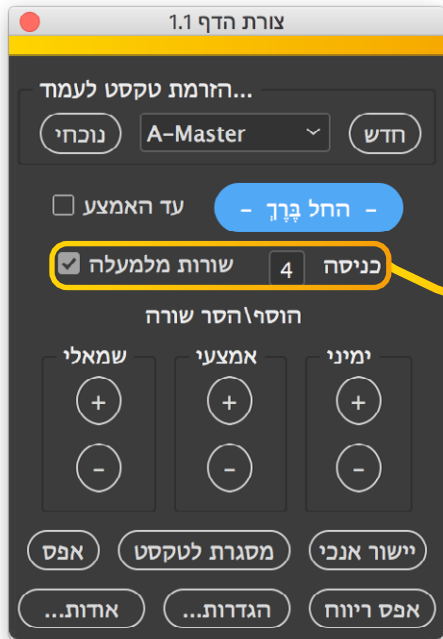 צורת הדף 1.1
הזרמת טקסט לעמוד...
חדש A-Master נוכחי
- החל בֶּרֶךְ - עד האמצע
כניסה 4 שורות מלמעלה
הוסף\הסר שורה
ימיני אמצעי שמאלי
+ + +
- - -
יישור אנכי מסגרת לטקסט אפס
אפס ריווח הגדרות... אודות...